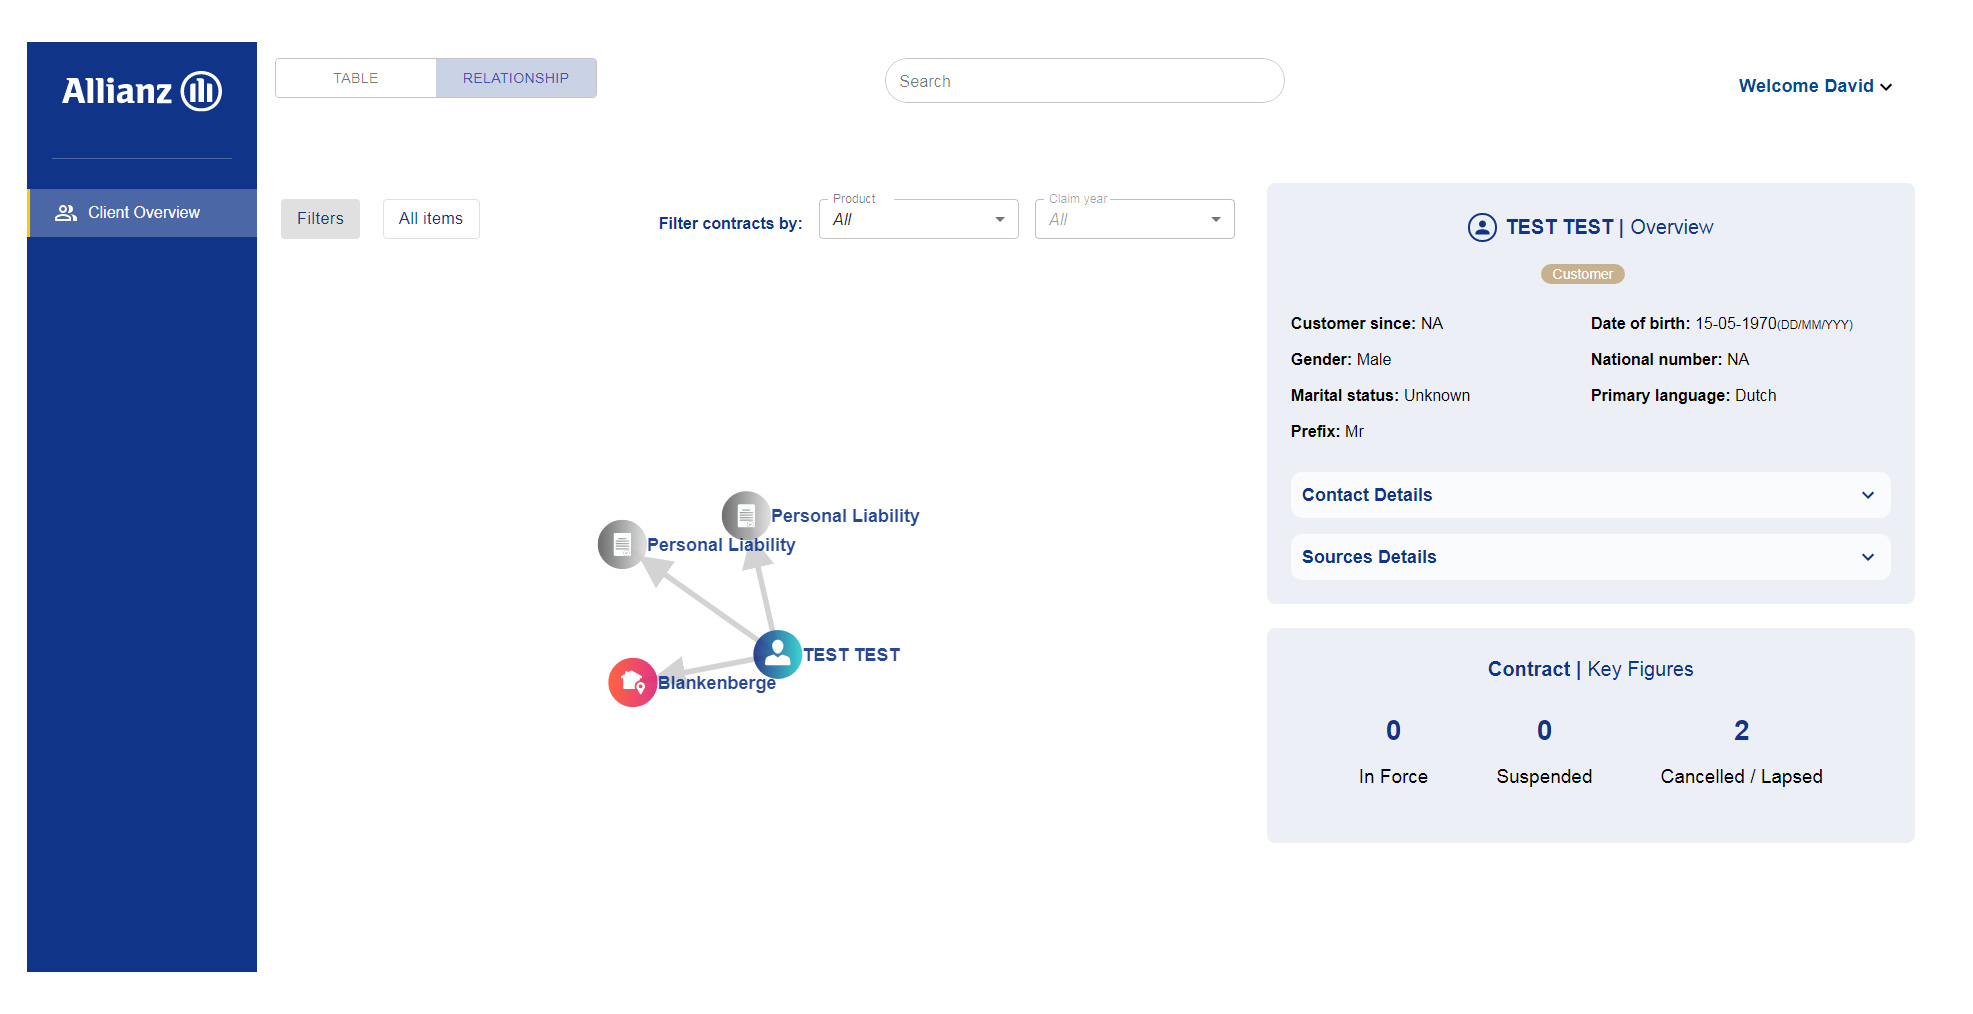 Allianz
TABLE
RELATIONSHIP
Search
Welcome David
Client Overview
Filters
All items
Filter contracts by:
Product
All
Claim year
All
Personal Liability
Personal Liability
TEST TEST
Blankenberge
TEST TEST | Overview
Customer
Customer since: NA
Date of birth: 15-05-1970(DD/MM/YYY)
Gender: Male
National number: NA
Marital status: Unknown
Primary language: Dutch
Prefix: Mr
Contact Details
Sources Details
Contract | Key Figures
0
0
2
In Force
Suspended
Cancelled / Lapsed